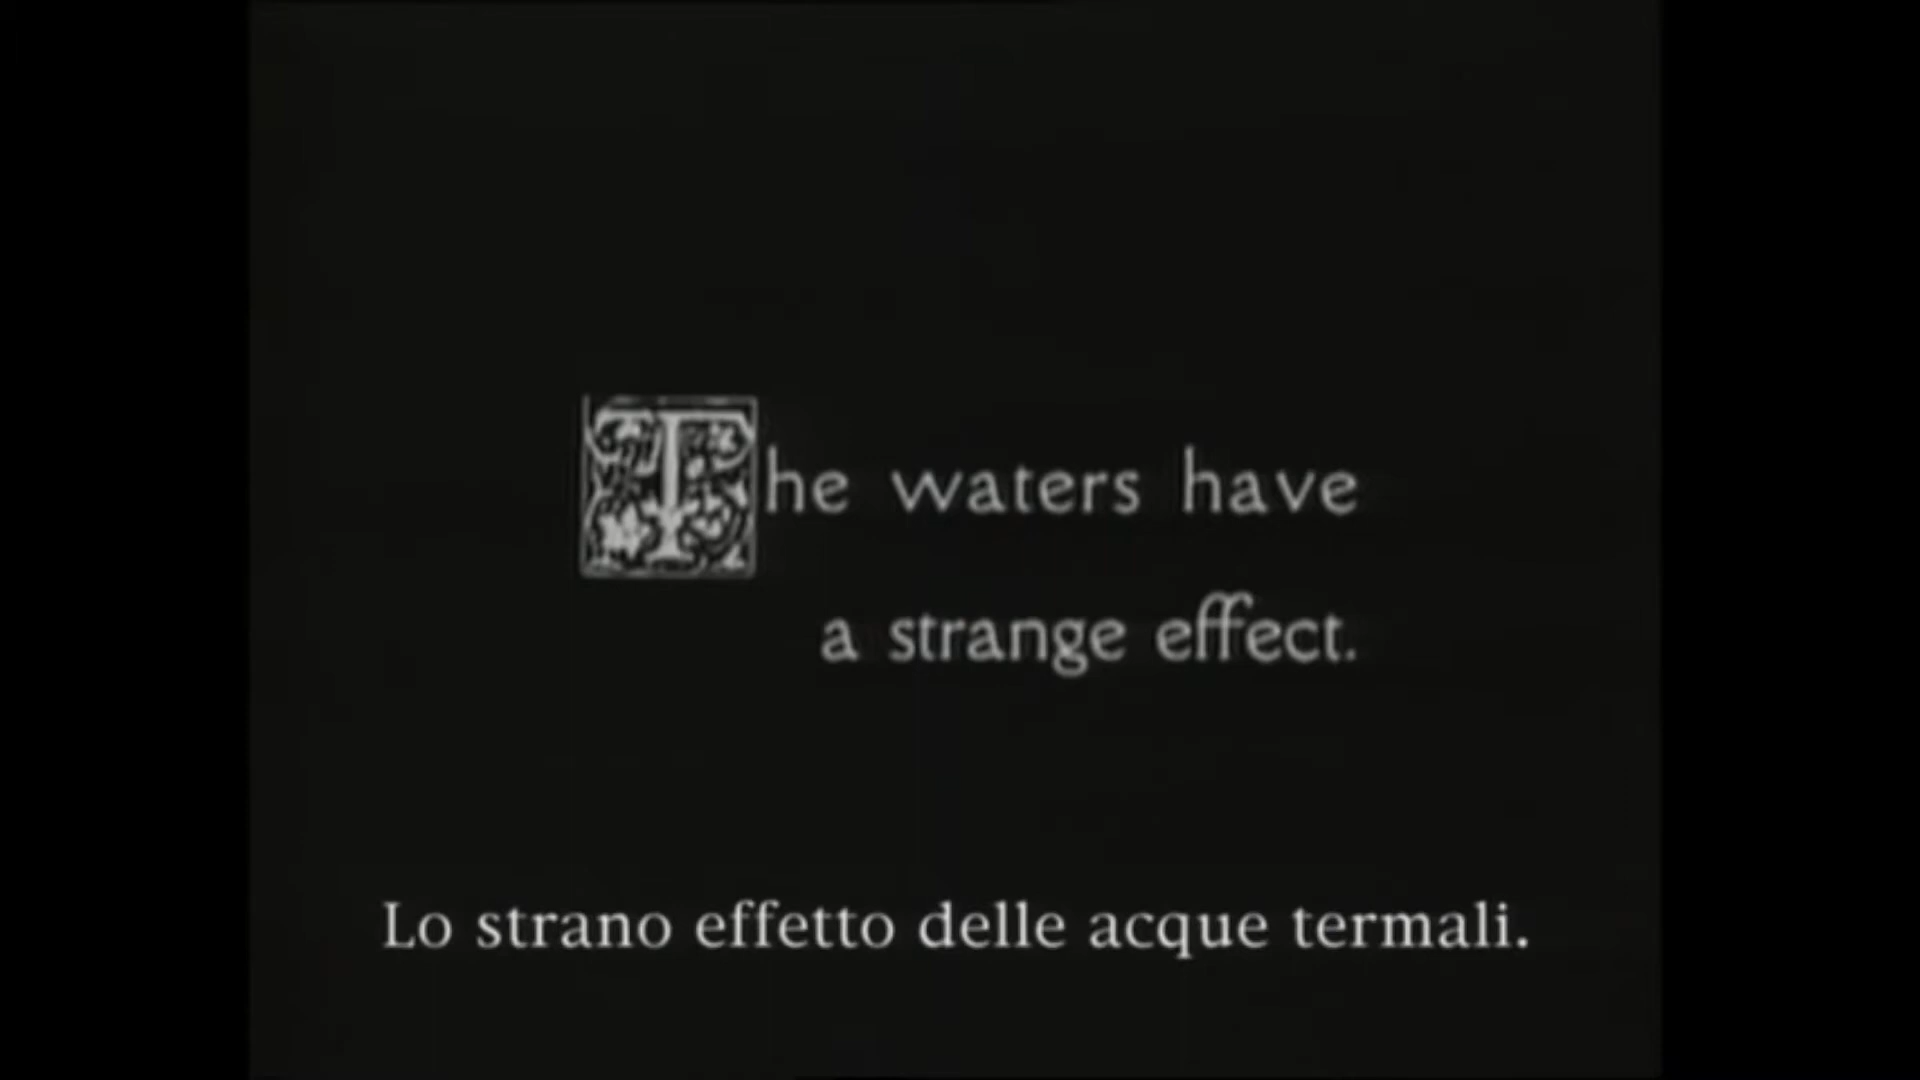 The waters have
a strange effect.
Lo strano effetto delle acque termali.